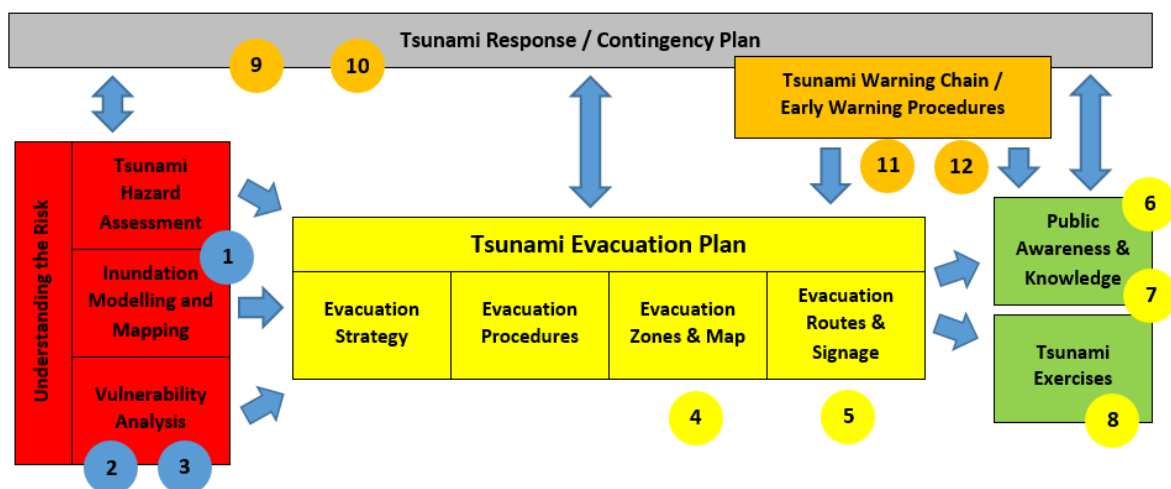 Tsunami Response / Contingency Plan
9
10
Tsunami Warning Chain /
Early Warning Procedures
11
12
Understanding the Risk
Tsunami
Hazard
Assessment
1
Inundation
Modelling and
Mapping
Vulnerability
Analysis
2
3
Tsunami Evacuation Plan
Evacuation
Strategy
Evacuation
Procedures
Evacuation
Zones & Map
Evacuation
Routes &
Signage
4
5
6
Public
Awareness &
Knowledge
7
Tsunami
Exercises
8